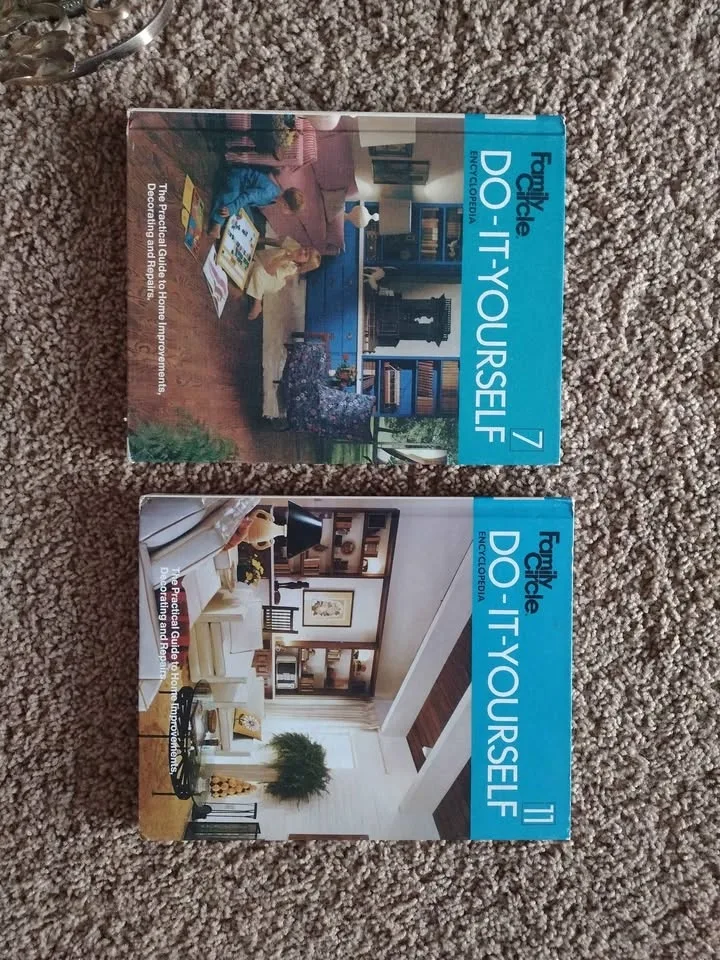 Family
Circle
ENCYCLOPEDIA
DO-IT-YOURSELF
7
The Practical Guide to Home Improvements,
Decorating and Repairs.
Family
Circle
ENCYCLOPEDIA
DO-IT-YOURSELF
11
The Practical Guide to Home Improvements,
Decorating and Repairs.